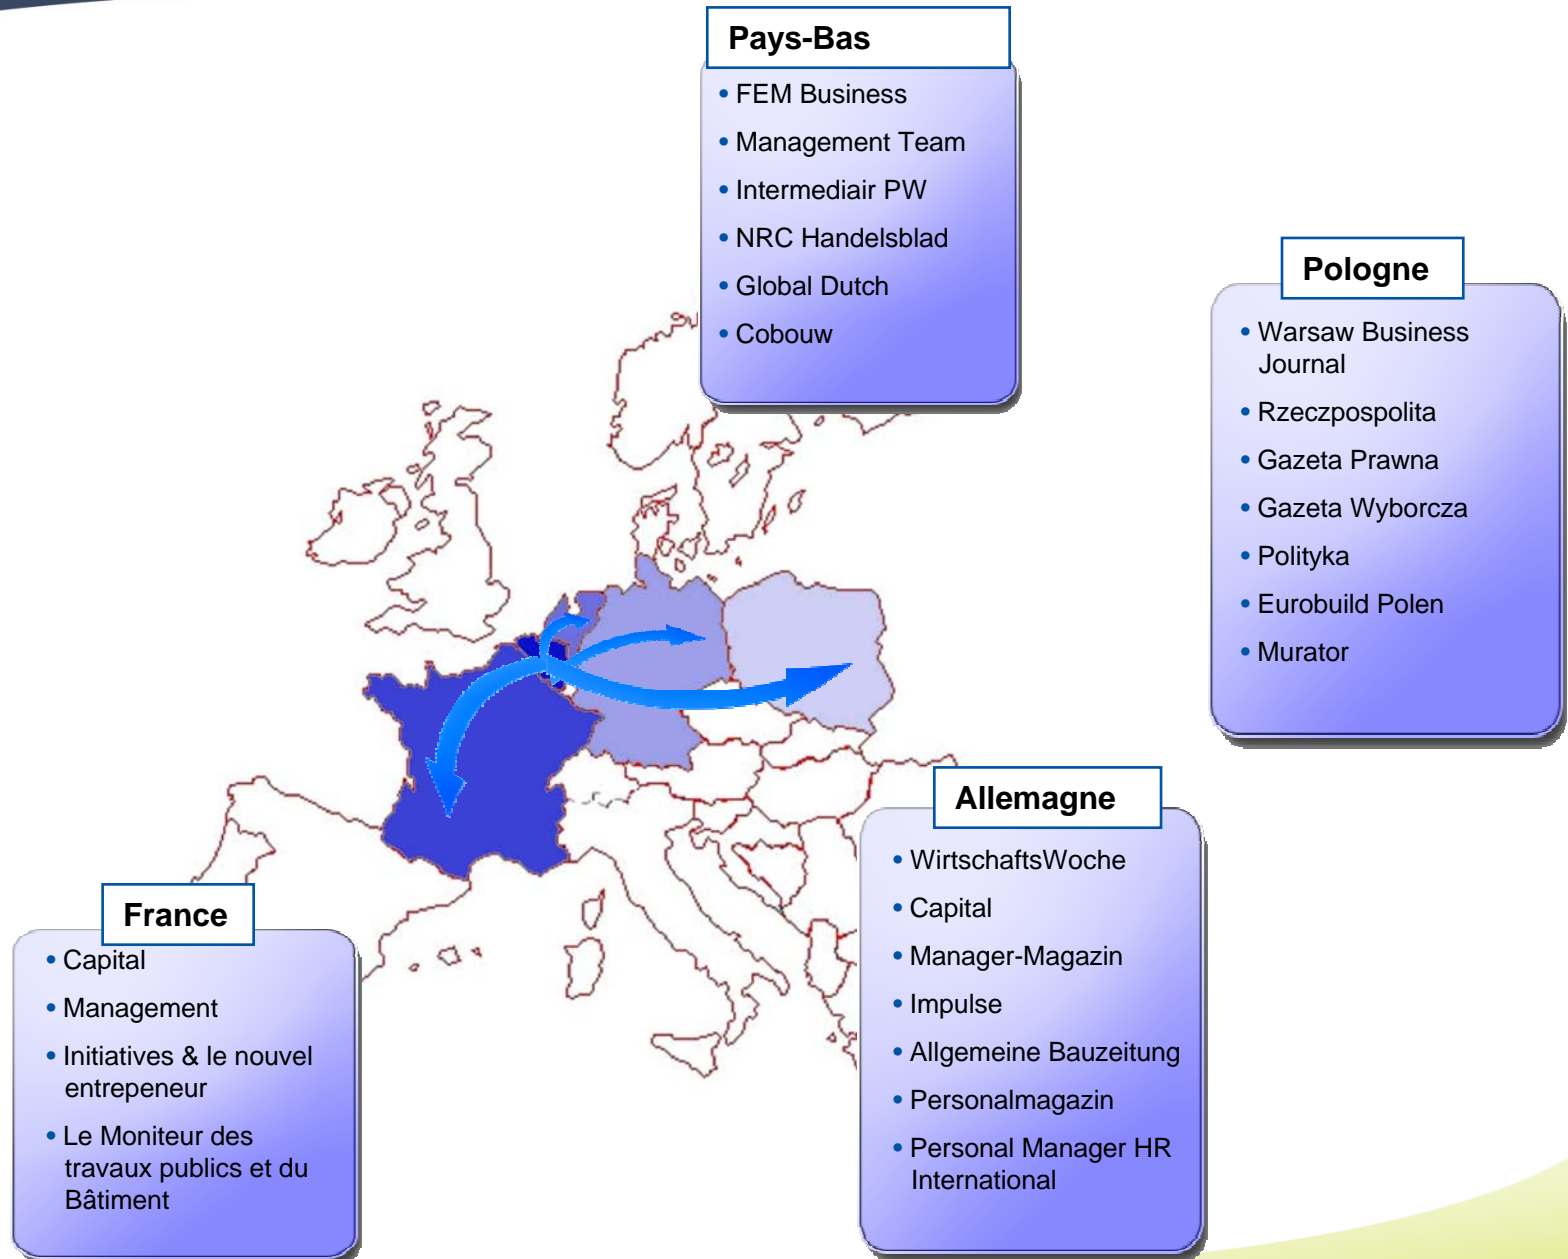 Pays-Bas
• FEM Business
• Management Team
• Intermediair PW
• NRC Handelsblad
• Global Dutch
• Cobouw
Pologne
• Warsaw Business
Journal
• Rzeczpospolita
• Gazeta Prawna
• Gazeta Wyborcza
• Polityka
• Eurobuild Polen
• Murator
Allemagne
• WirtschaftsWoche
• Capital
• Manager-Magazin
• Impulse
• Allgemeine Bauzeitung
• Personalmagazin
• Personal Manager HR
International
France
• Capital
• Management
• Initiatives & le nouvel
entrepeneur
• Le Moniteur des
travaux publics et du
Bâtiment